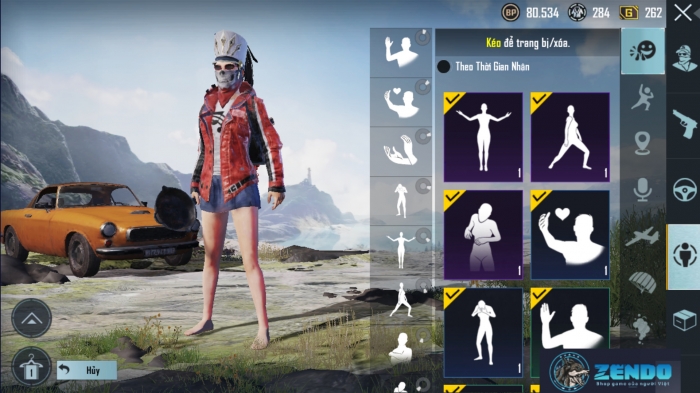 BP 80.534 284 G 262
Kéo để trang bị/xóa.
Theo Thời Gian Nhận
1 1
1 1
1 1
1
Hủy
ZENDO
Shop game của người Việt